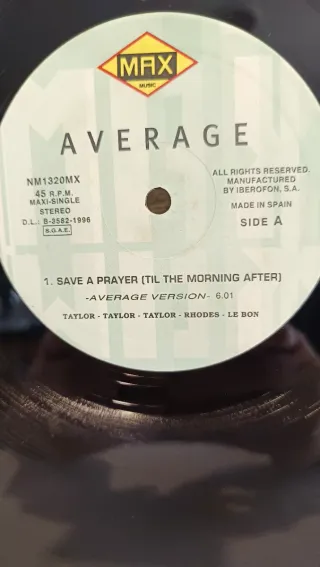 MAX
MUSIC
AVERAGE
NM1320MX
45 R.P.M.
MAXI-SINGLE
STEREO
D.L.: B-3582-1996
S.G.A.E.
ALL RIGHTS RESERVED.
MANUFACTURED
BY IBEROFON, S.A.
MADE IN SPAIN
SIDE A
1. SAVE A PRAYER (TIL THE MORNING AFTER)
-AVERAGE VERSION- 6.01
TAYLOR - TAYLOR - TAYLOR - RHODES - LE BON